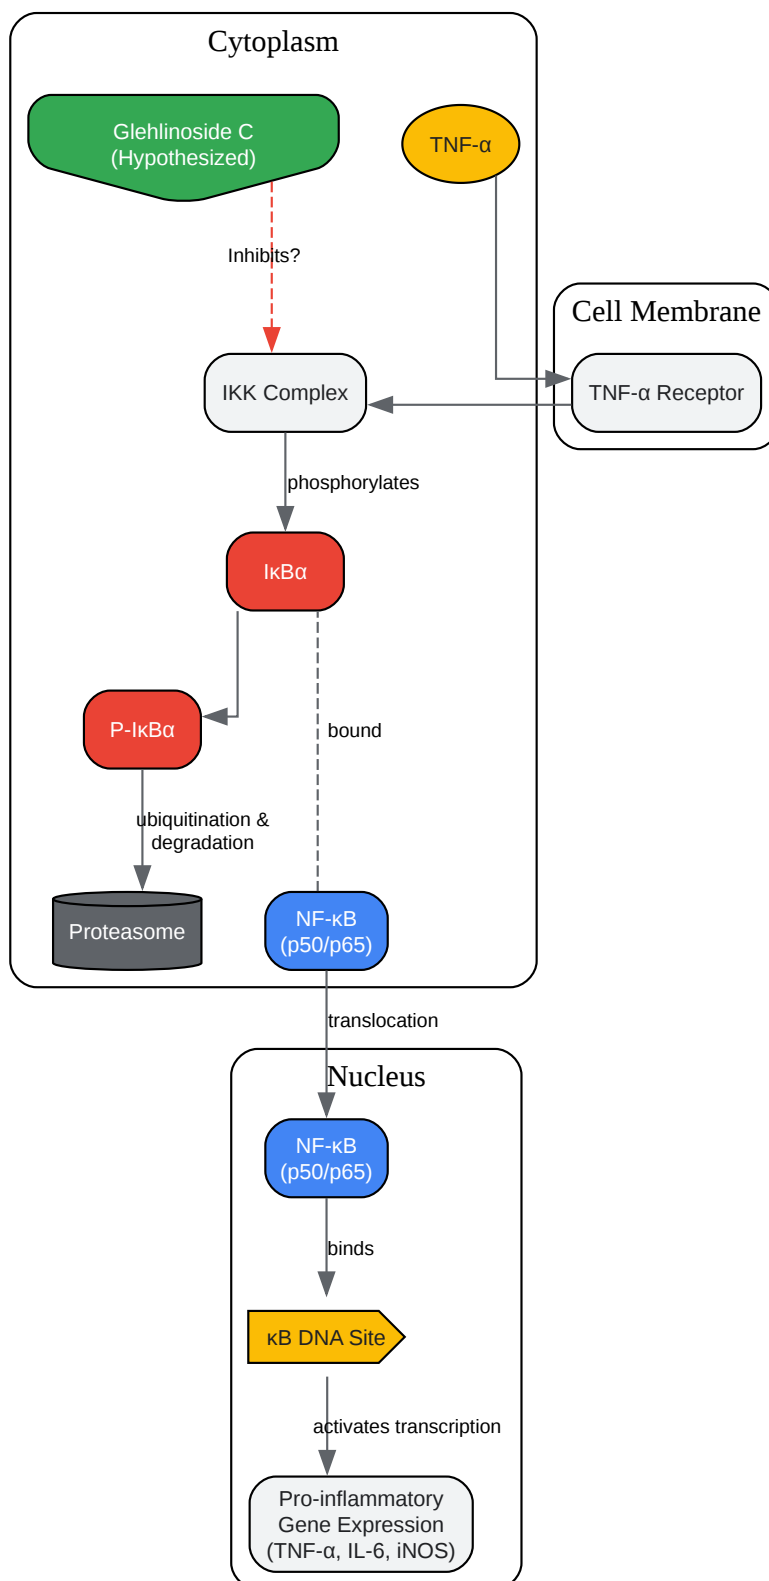 Cytoplasm
Glehlinoside C
(Hypothesized)
TNF-α
Inhibits?
Cell Membrane
IKK Complex
TNF-α Receptor
phosphorylates
IκBα
P-IκBα
bound
ubiquitination &
degradation
Proteasome
NF-κB
(p50/p65)
translocation
Nucleus
NF-κB
(p50/p65)
binds
κB DNA Site
activates transcription
Pro-inflammatory
Gene Expression
(TNF-α, IL-6, iNOS)